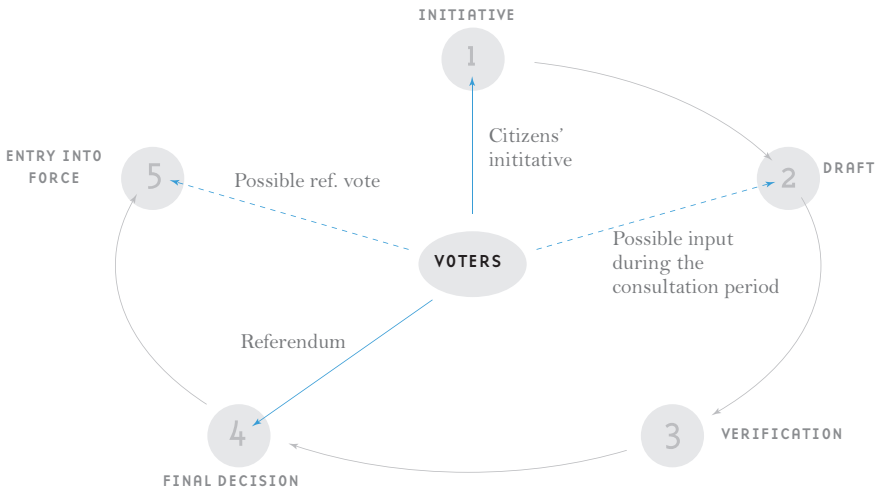 INITIATIVE
1
Citizens'
inititative
ENTRY INTO
FORCE
5
Possible ref. vote
2
DRAFT
VOTERS
Possible input
during the
consultation period
Referendum
4
FINAL DECISION
3
VERIFICATION